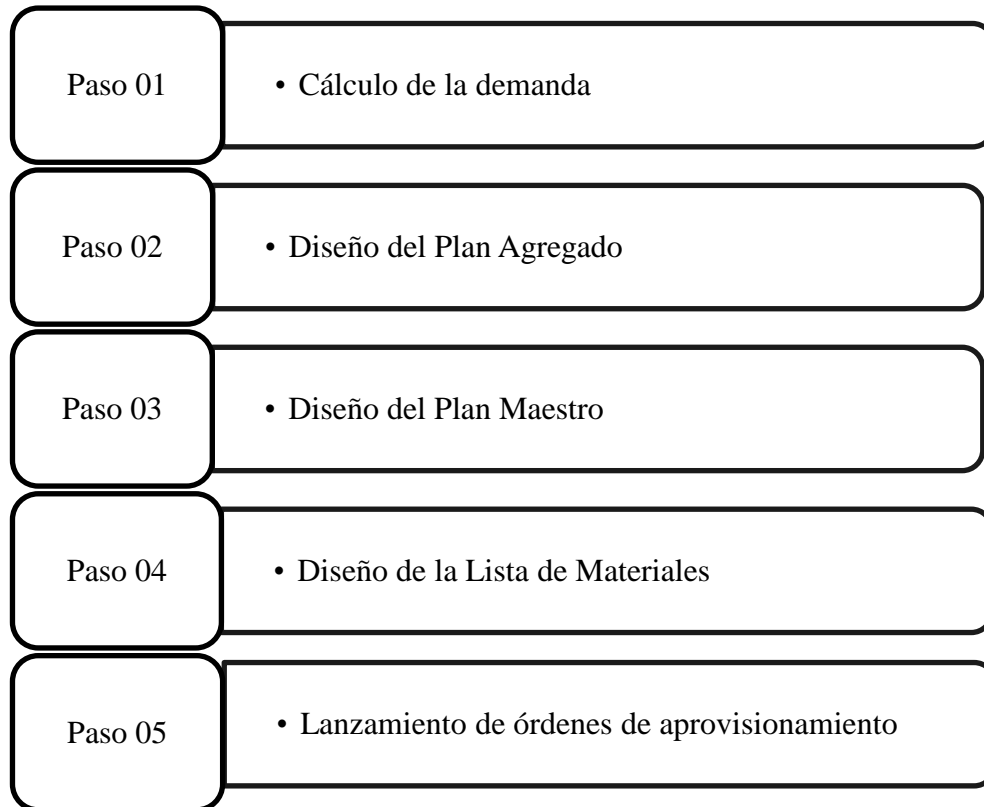 Paso 01
• Cálculo de la demanda
Paso 02
• Diseño del Plan Agregado
Paso 03
• Diseño del Plan Maestro
Paso 04
• Diseño de la Lista de Materiales
Paso 05
• Lanzamiento de órdenes de aprovisionamiento